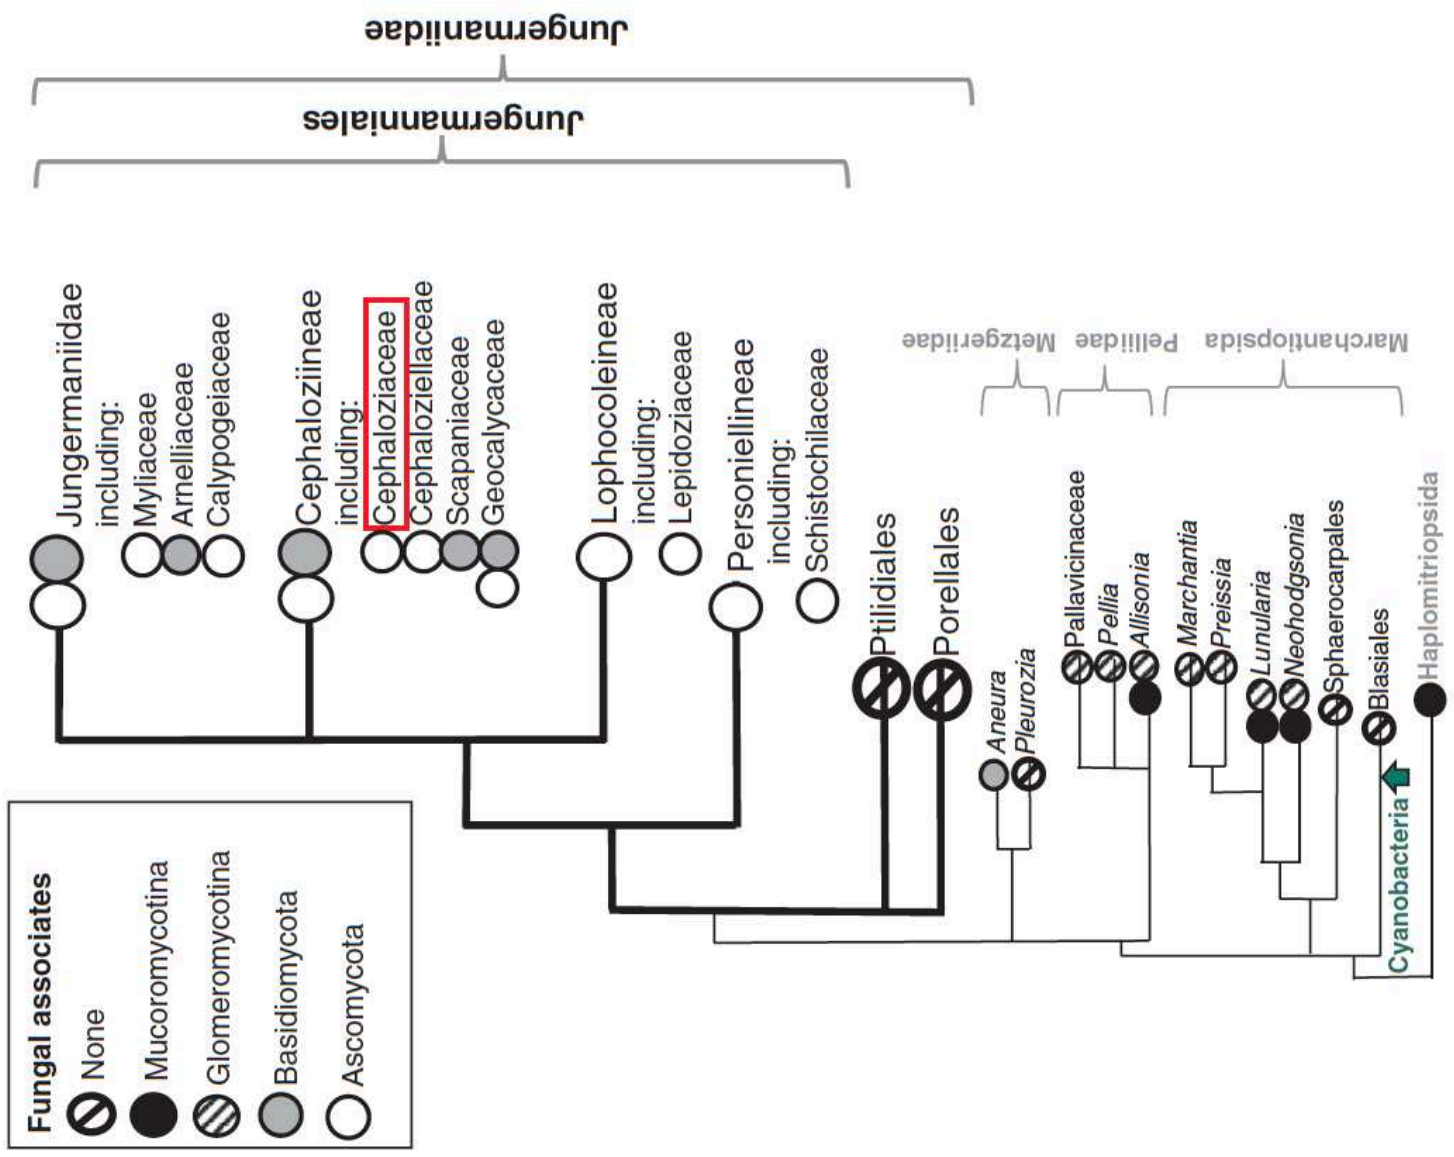 Fungal associates
None
Mucoromycotina
Glomeromycotina
Basidiomycota
Ascomycota
Jungermaniidae
including:
Myliaceae
Arnelliaceae
Calypogeiaceae
Cephaloziineae
including:
Cephaloziaceae
Cephaloziellaceae
Scapaniaceae
Geocalycaceae
Lophocoleineae
including:
Lepidoziaceae
Personiellineae
including:
Schistochilaceae
Ptilidiales
Porellales
Aneura
Pleurozia
Pallavicinaceae
Pellia
Allisonia
Marchantia
Preissia
Lunularia
Neohodgsonia
Sphaerocarpales
Blasiales
Haplomitriopsida
Cyanobacteria
Jungermanniales
Jungermaniidae
Metzgeriidae
Pelliidae
Marchantiopsida